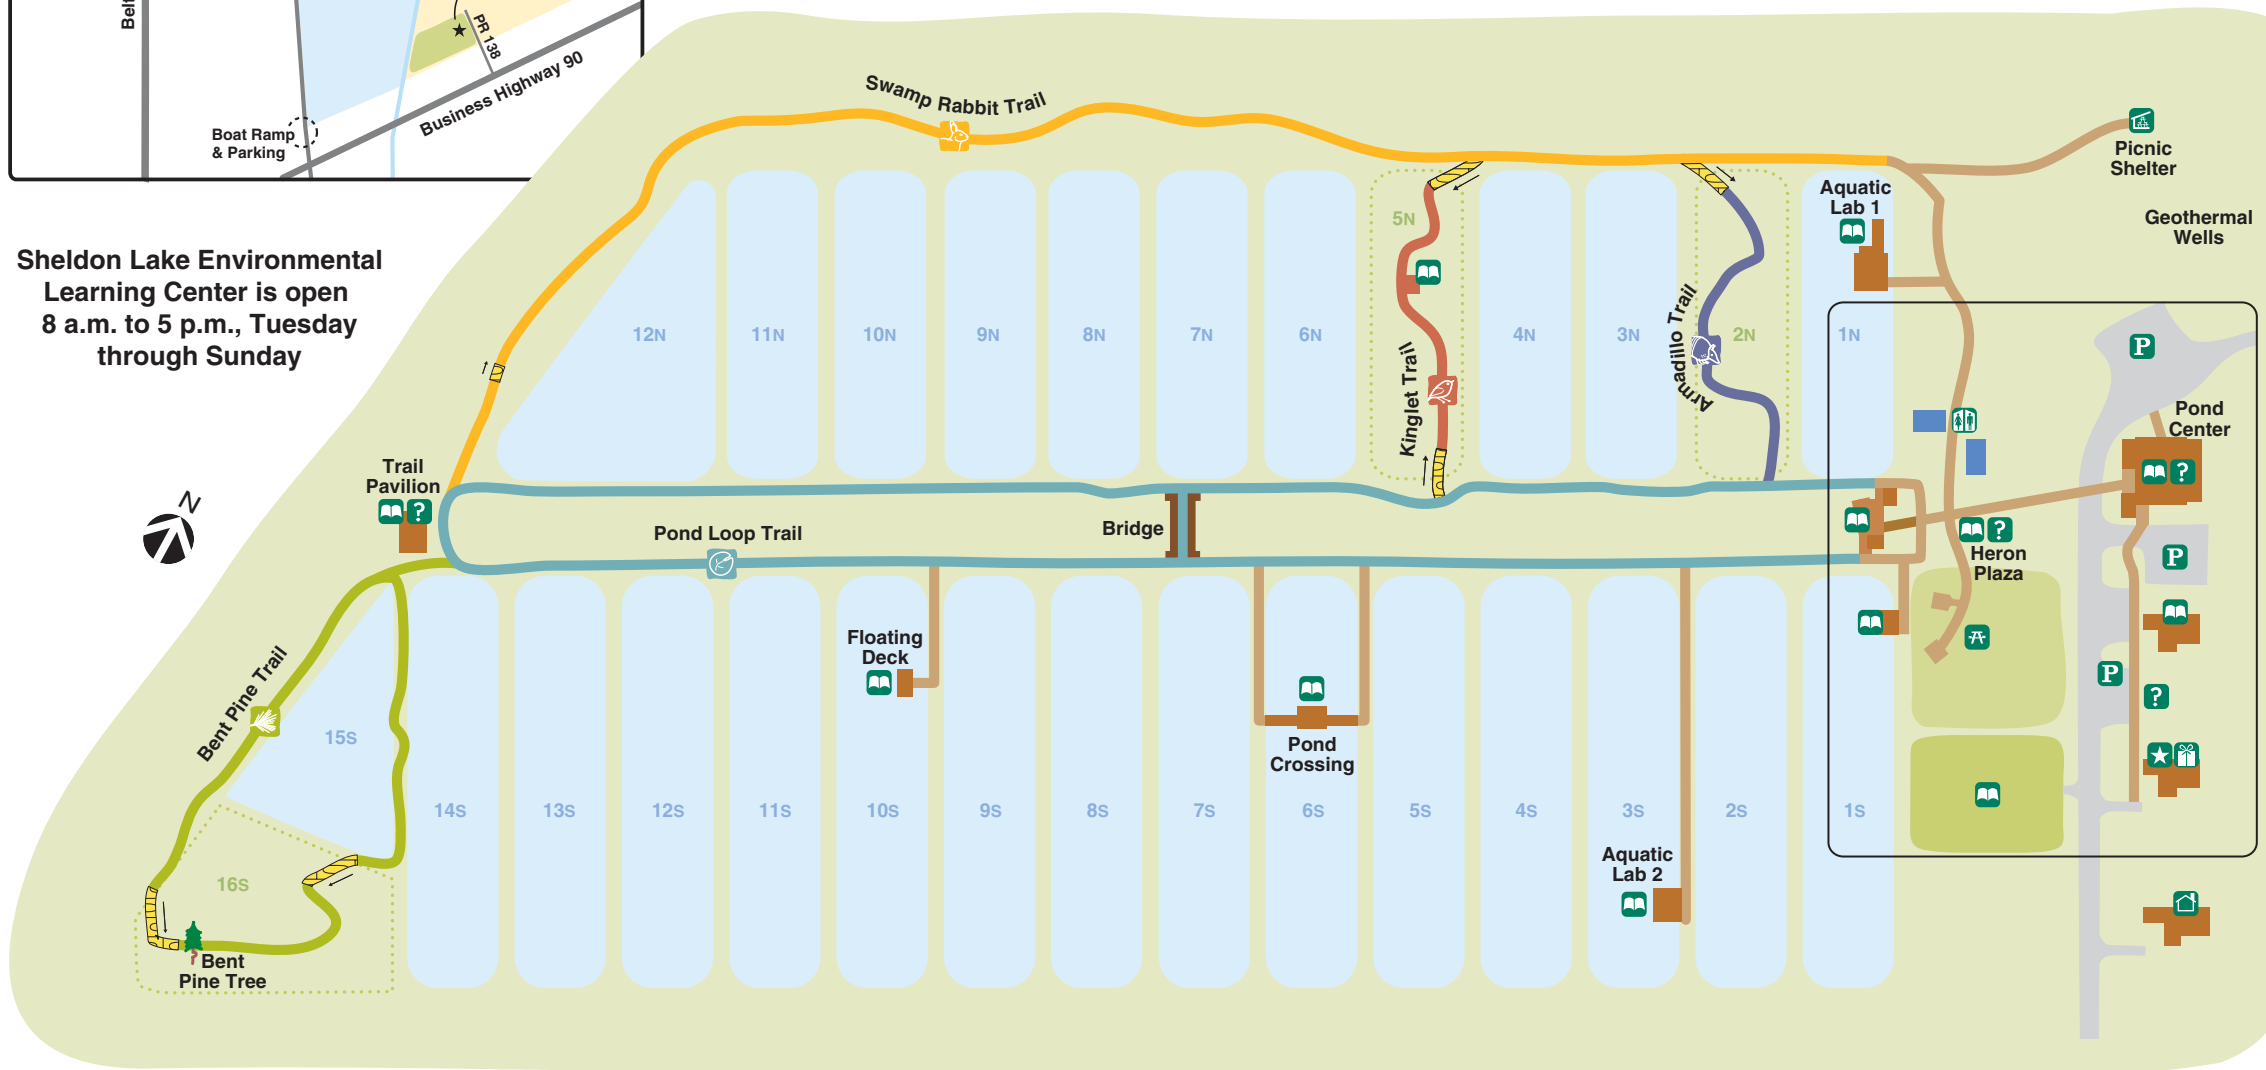 PR 138
Business Highway 90
Boat Ramp
& Parking
Sheldon Lake Environmental
Learning Center is open
8 a.m. to 5 p.m., Tuesday
through Sunday
Swamp Rabbit Trail
Picnic
Shelter
Geothermal
Wells
Aquatic
Lab 1
5N
12N
11N
10N
9N
8N
7N
6N
4N
3N
2N
1N
Kinglet Trail
Armadillo Trail
P
Pond
Center
?
Trail
Pavilion
?
N
Pond Loop Trail
Bridge
?
Heron
Plaza
P
Bent Pine Trail
Floating
Deck
P
?
Pond
Crossing
15S
14S
13S
12S
11S
10S
9S
8S
7S
6S
5S
4S
3S
2S
1S
Aquatic
Lab 2
16S
Bent
Pine Tree